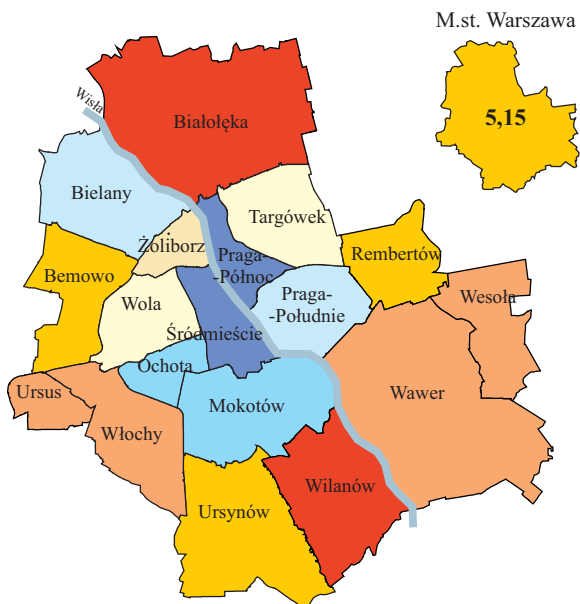 M.st. Warszawa
5,15
Wisła
Białołęka
Bielany
Targówek
Żoliborz
Praga-
-Północ
Rembertów
Bemowo
Wola
Praga-
-Południe
Wesoła
Śródmieście
Ochota
Ursus
Mokotów
Wawer
Włochy
Wilanów
Ursynów